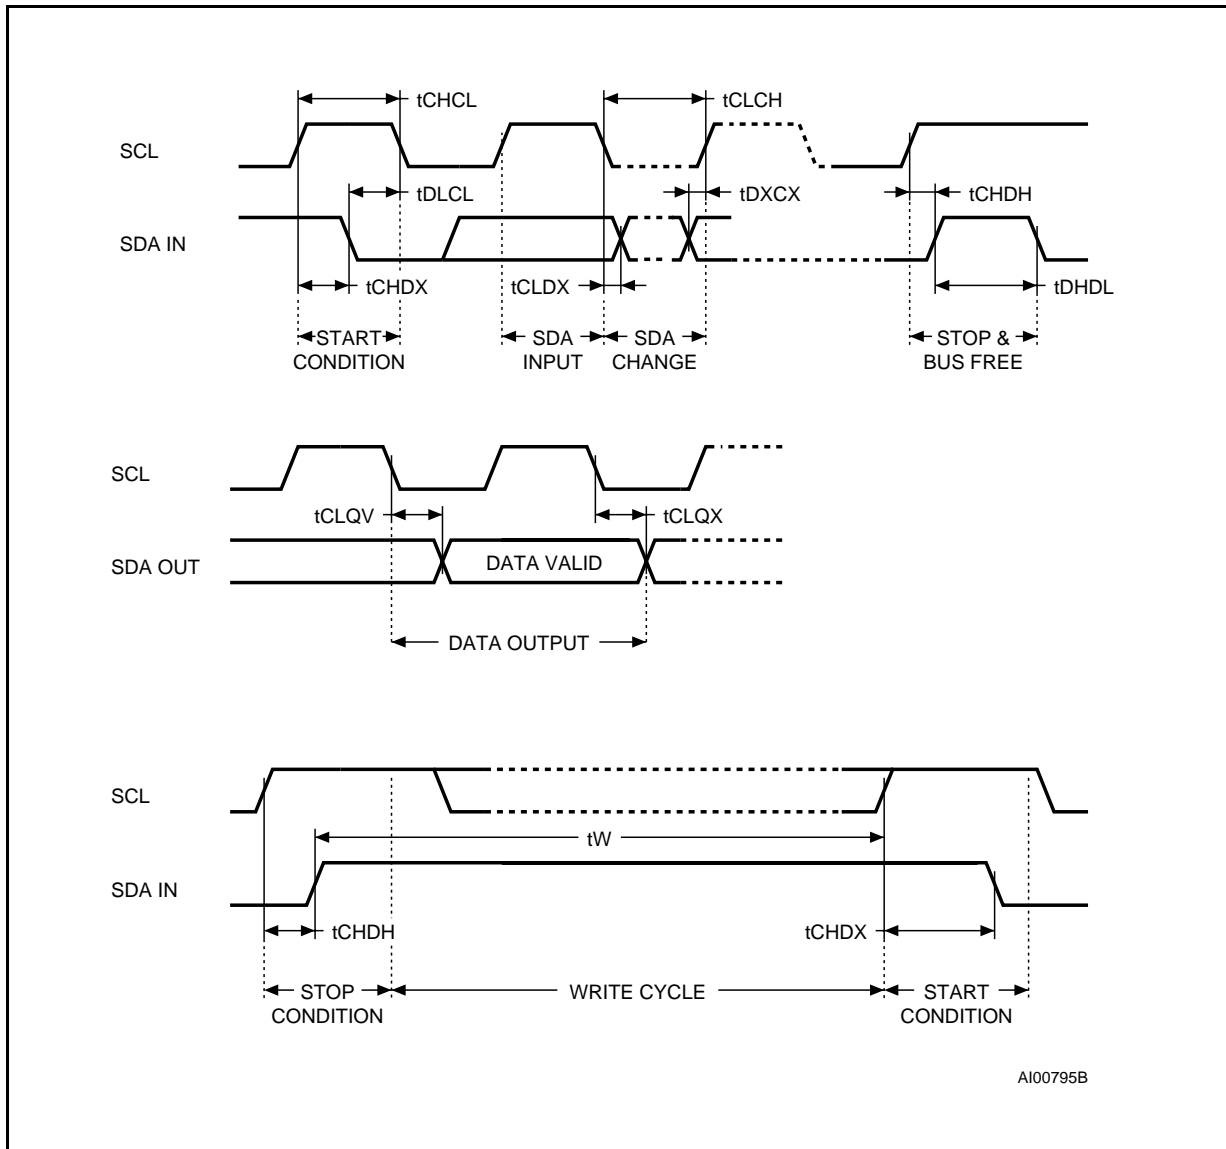 tCHCL
tCLCH
SCL
tDLCL
tDXCX
tCHDH
SDA IN
tCHDX
tCLDX
tDHDL
START
CONDITION
SDA
INPUT
SDA
CHANGE
STOP &
BUS FREE
SCL
tCLQV
tCLQX
SDA OUT
DATA VALID
DATA OUTPUT
SCL
tW
SDA IN
tCHDH
tCHDX
STOP
CONDITION
WRITE CYCLE
START
CONDITION
AI00795B